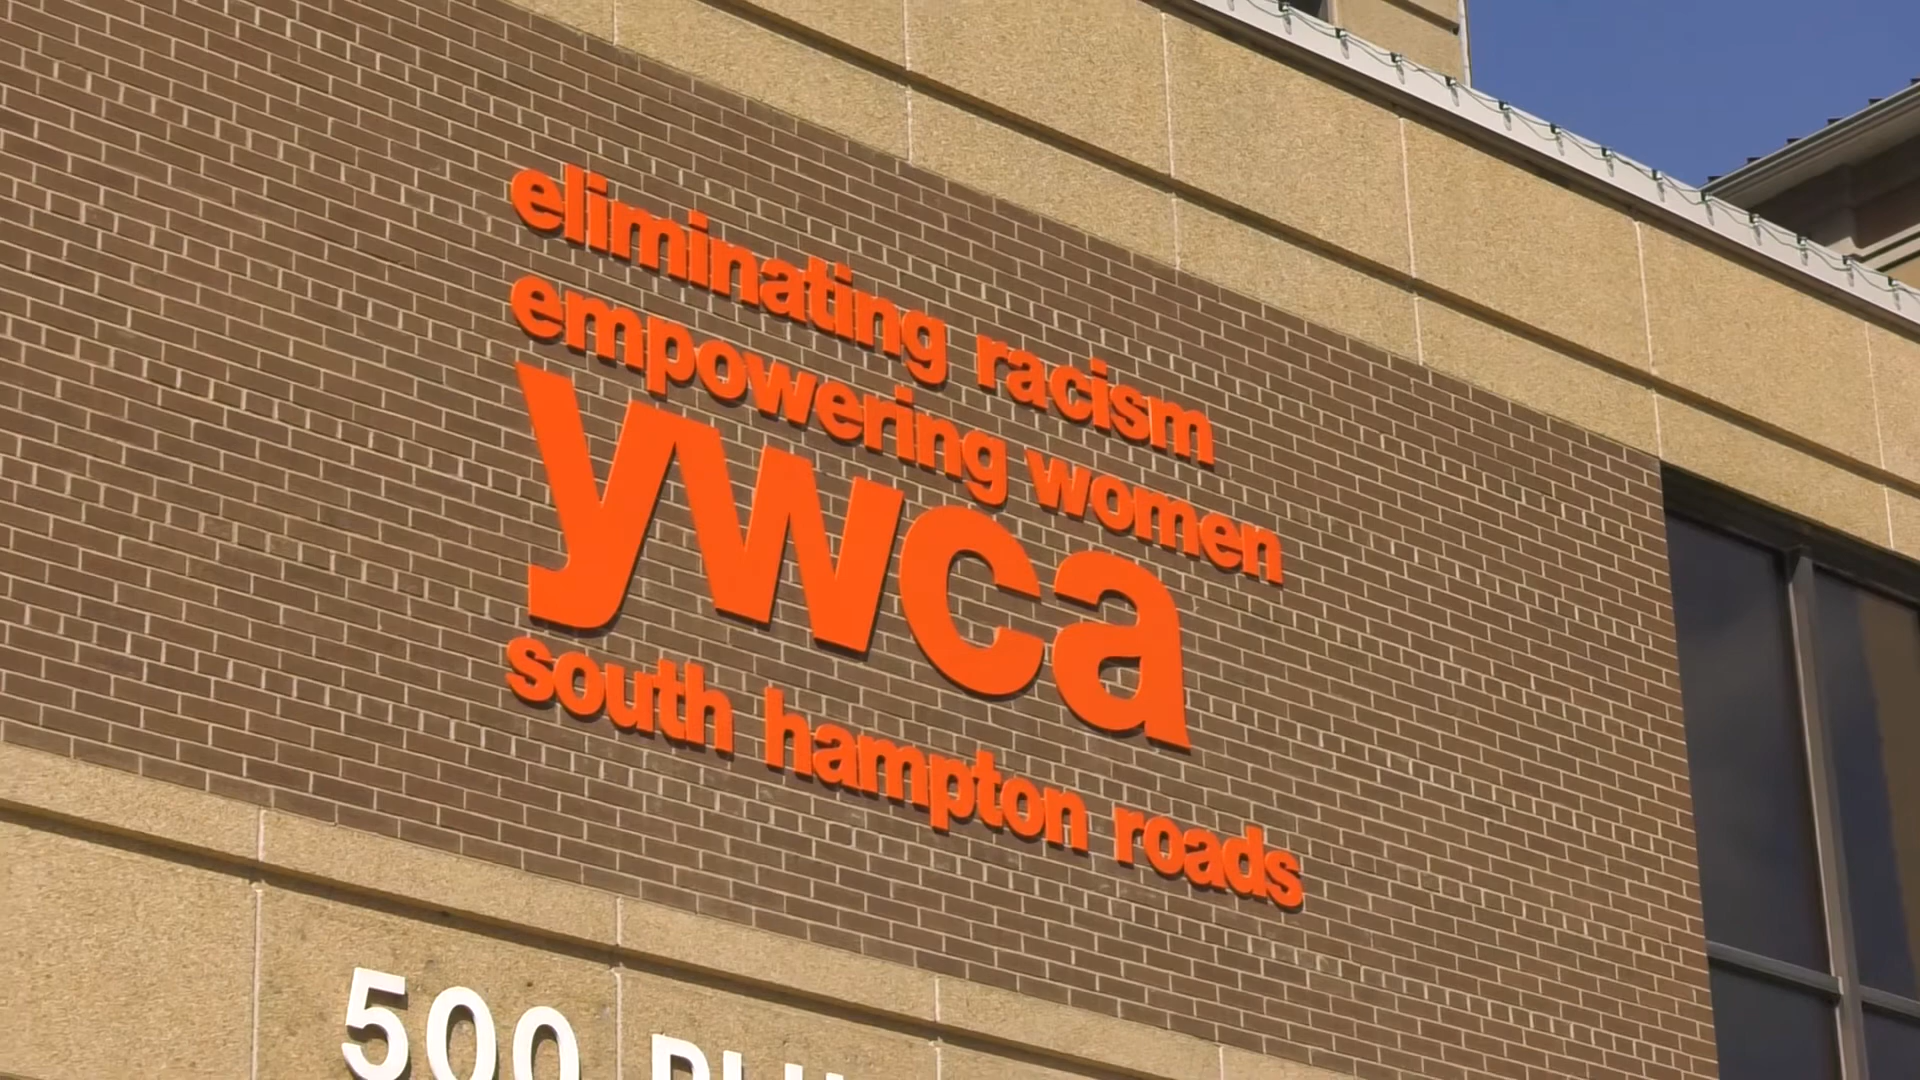 eliminating racism
empowering women
ywca
south hampton roads
500